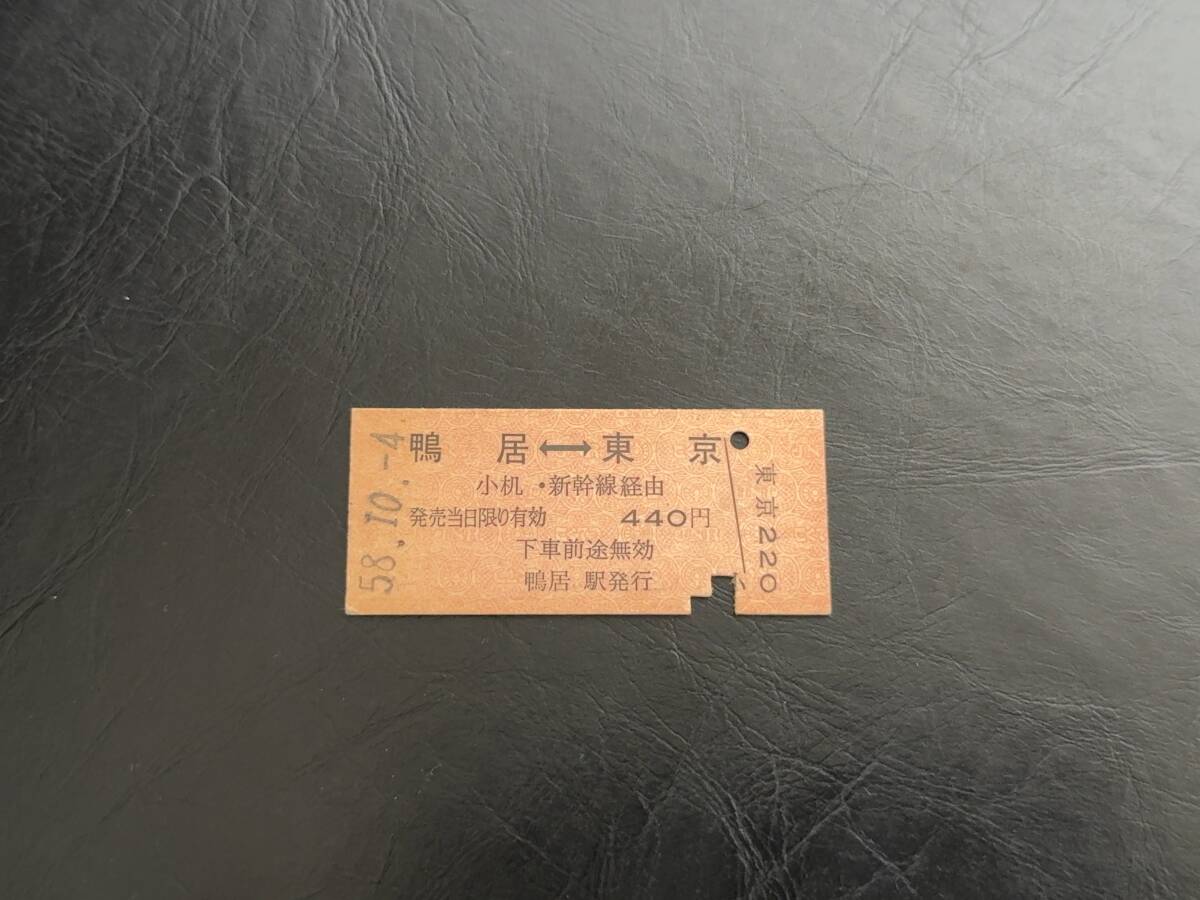 58.10.-4
鴨居⟷東京
小机・新幹線経由
発売当日限り有効 440円
下車前途無効
鴨居 駅発行
東京220